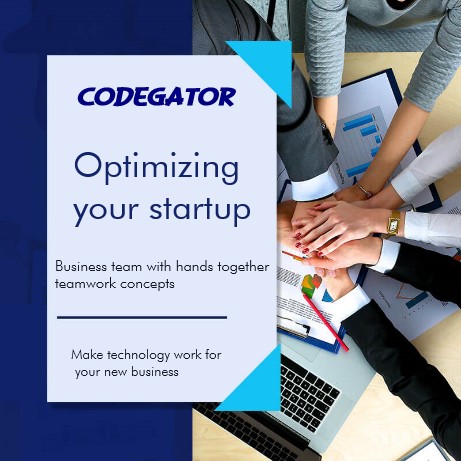 CODEGATOR
Optimizing
your startup
Business team with hands together
teamwork concepts
Make technology work for
your new business